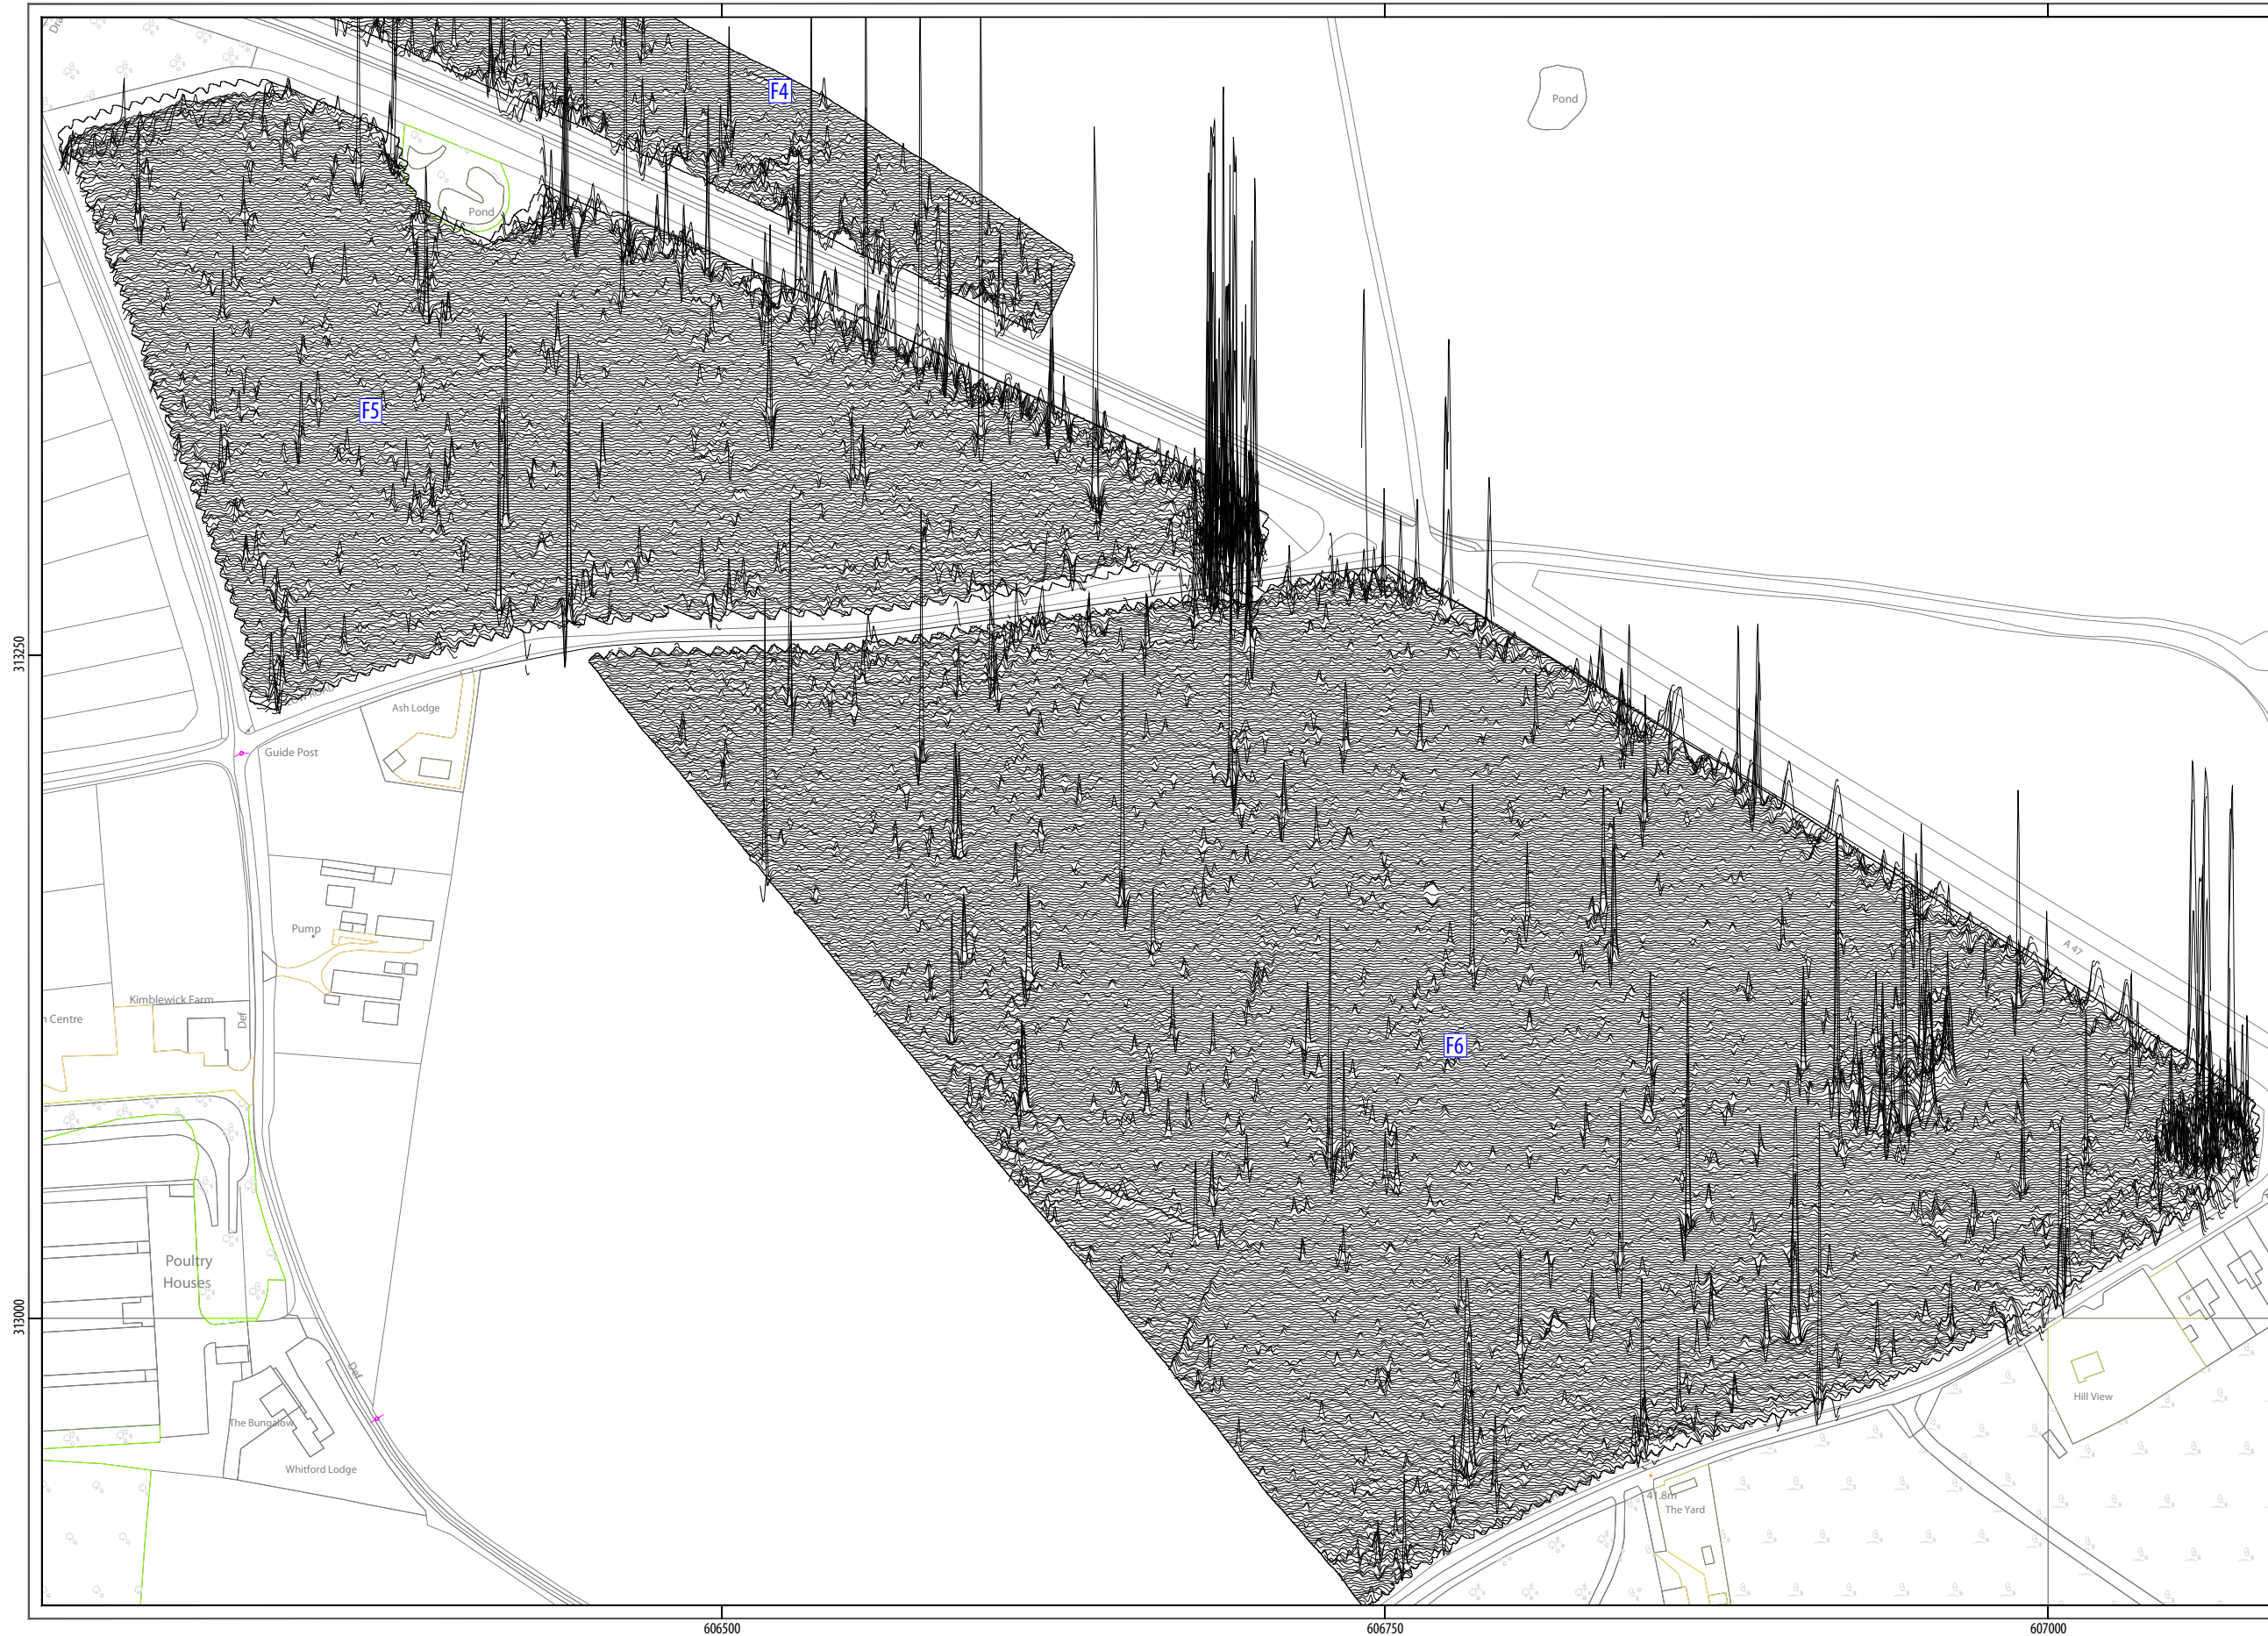 F4
Pond
Pond
F5
313250
Ash Lodge
Guide Post
Pump
A 47
Kimblewick Farm
n Centre
Def
F6
Poultry
Houses
313000
9
Def
Hill View
The Bungalow
Whitford Lodge
41.8m
The Yard
606500
606750
607000